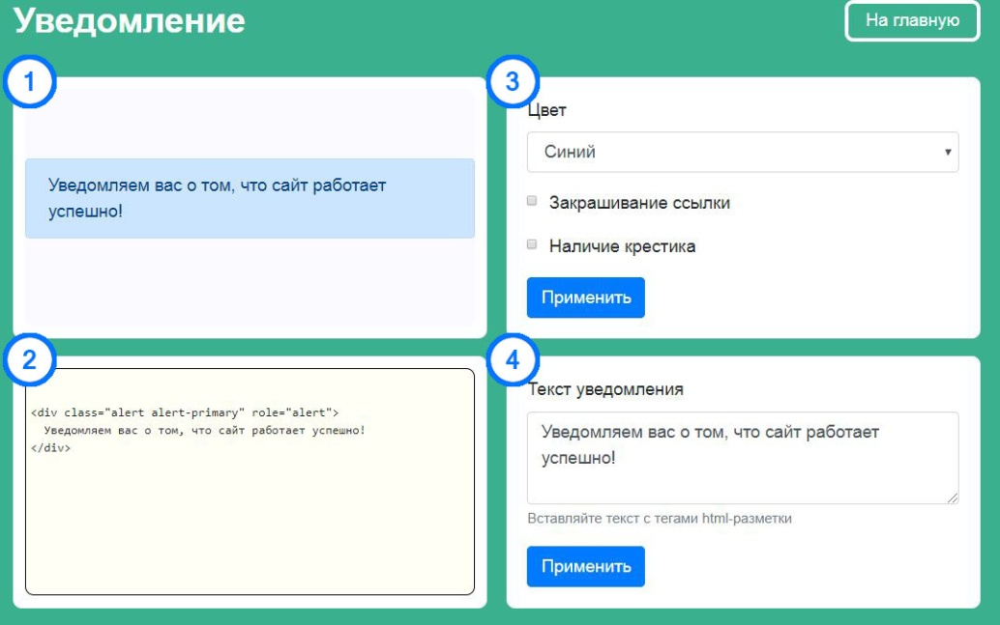 Уведомление
На главную
1
Уведомляем вас о том, что сайт работает
успешно!
2
<div class="alert alert-primary" role="alert">
  Уведомляем вас о том, что сайт работает успешно!
</div>
3
Цвет
Синий
Закрашивание ссылки
Наличие крестика
Применить
4
Текст уведомления
Уведомляем вас о том, что сайт работает
успешно!
Вставляйте текст с тегами html-разметки
Применить